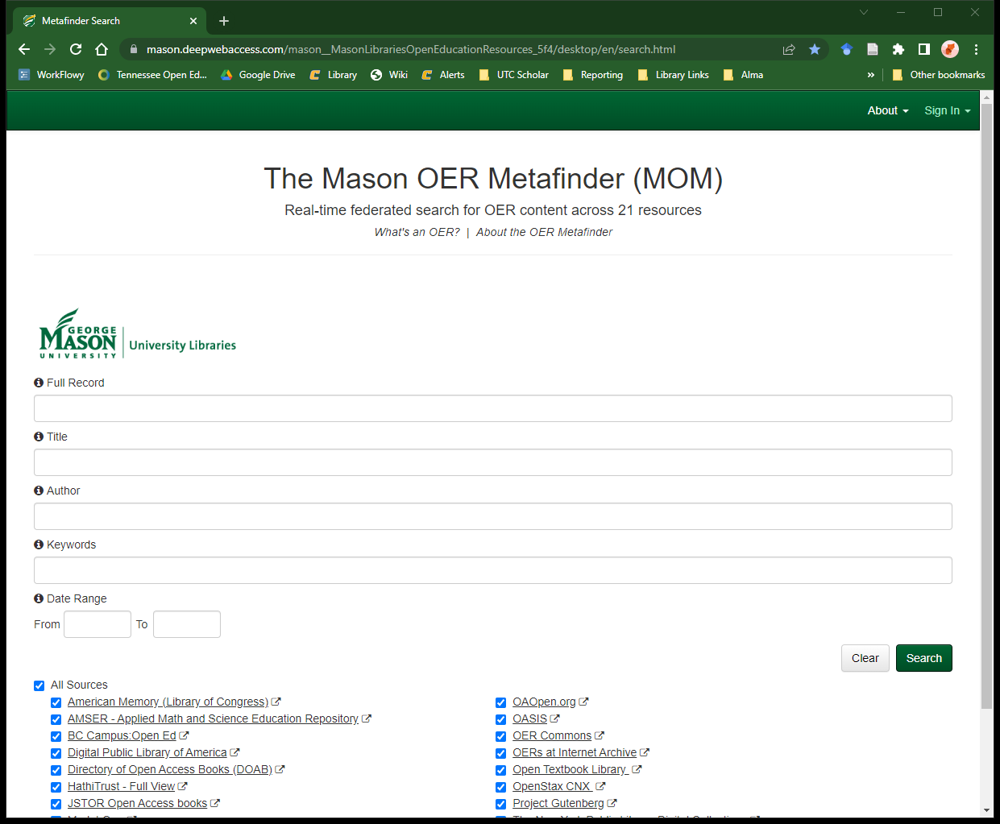 Metafinder Search
mason.deepwebaccess.com/mason__MasonLibrariesOpenEducationResources_5f4/desktop/en/search.html
WorkFlowy Tennessee Open Ed... Google Drive Library Wiki Alerts UTC Scholar Reporting Library Links Alma » Other bookmarks
About Sign In
The Mason OER Metafinder (MOM)
Real-time federated search for OER content across 21 resources
What's an OER? | About the OER Metafinder
GEORGE
MASON
UNIVERSITY
University Libraries
Full Record
Title
Author
Keywords
Date Range
From To
Clear Search
All Sources
American Memory (Library of Congress)
AMSER - Applied Math and Science Education Repository
BC Campus:Open Ed
Digital Public Library of America
Directory of Open Access Books (DOAB)
HathiTrust - Full View
JSTOR Open Access books
OAOpen.org
OASIS
OER Commons
OERs at Internet Archive
Open Textbook Library
OpenStax CNX
Project Gutenberg